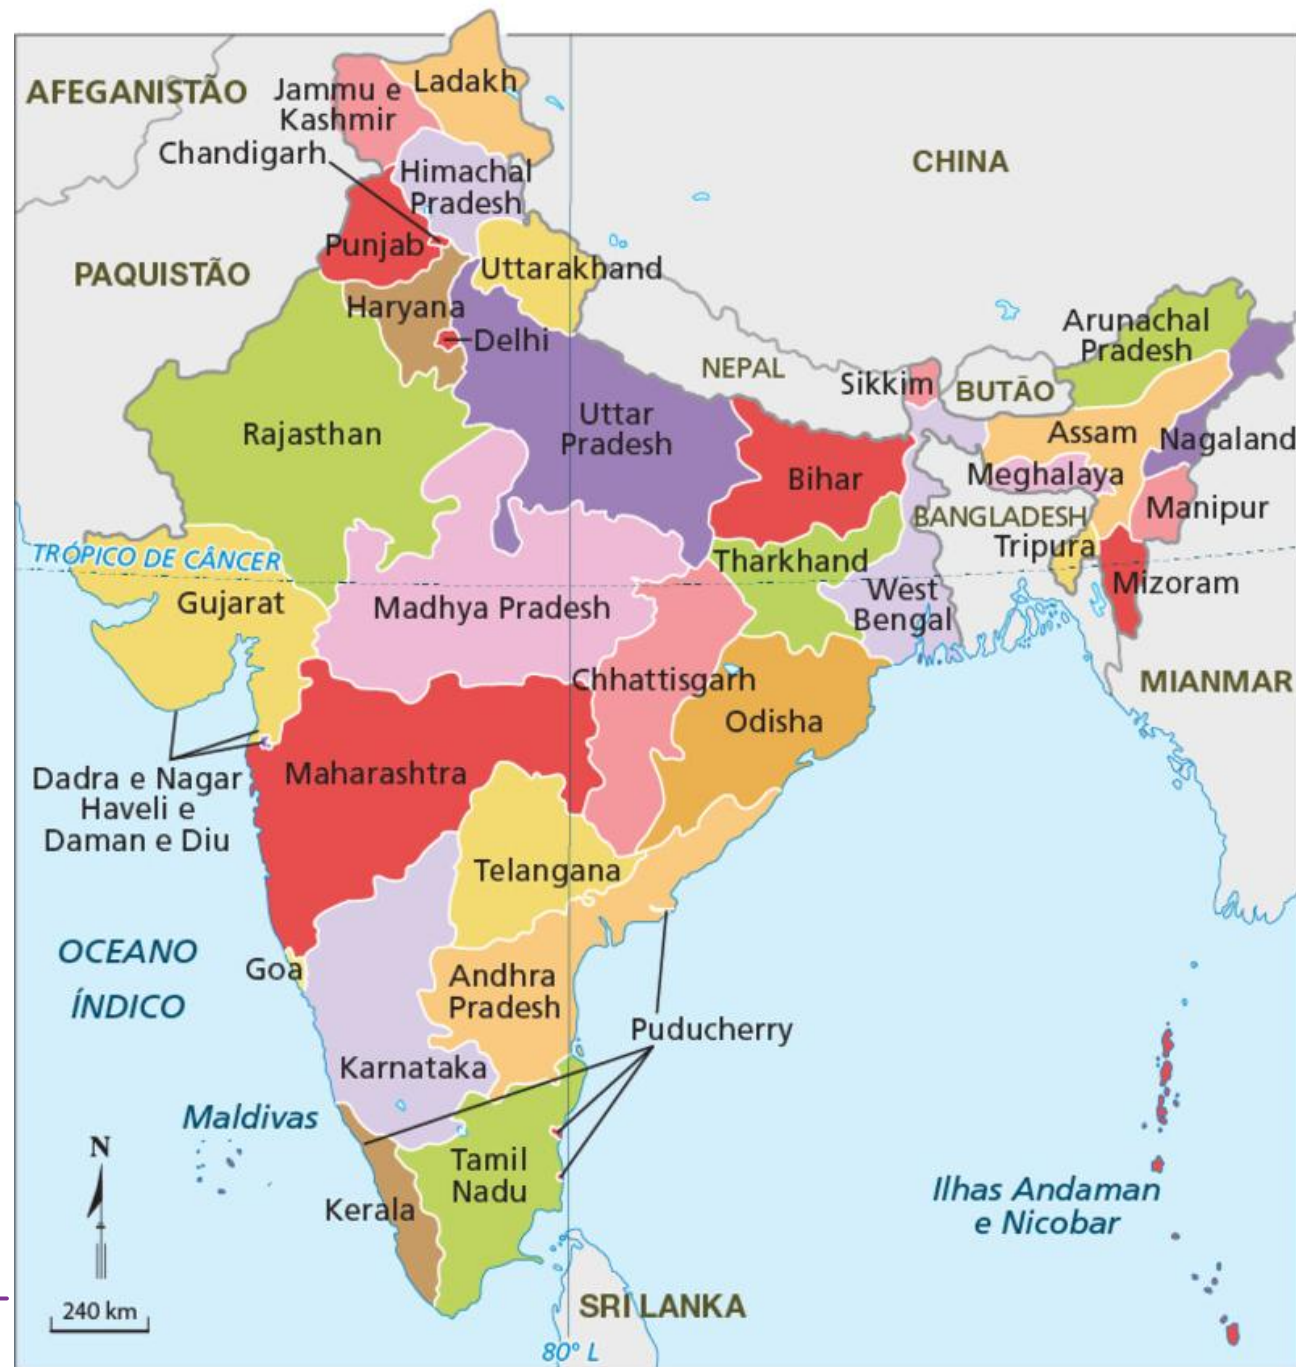 Ladakh
AFEGANISTÃO
Jammu e
Kashmir
Chandigarh
Himachal
Pradesh
CHINA
Punjab
PAQUISTÃO
Uttarakhand
Haryana
Delhi
Arunachal
Pradesh
NEPAL
Sikkim
BUTÃO
Rajasthan
Uttar
Pradesh
Assam
Nagaland
Bihar
Meghalaya
Manipur
BANGLADESH
Tripura
TRÓPICO DE CÂNCER
Tharkhand
Mizoram
Gujarat
Madhya Pradesh
West
Bengal
Chhattisgarh
MIANMAR
Odisha
Dadra e Nagar
Haveli e
Daman e Diu
Maharashtra
Telangana
OCEANO
ÍNDICO
Goa
Andhra
Pradesh
Puducherry
Karnataka
Maldivas
N
Tamil
Nadu
Kerala
Ilhas Andaman
e Nicobar
240 km
SRI LANKA
80º L